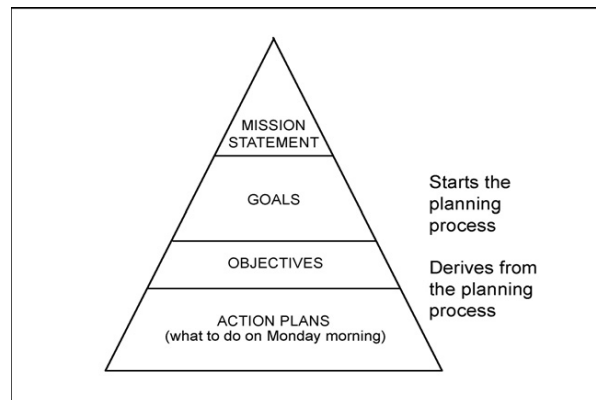 MISSION
STATEMENT
GOALS
Starts the
planning
process
OBJECTIVES
Derives from
the planning
process
ACTION PLANS
(what to do on Monday morning)